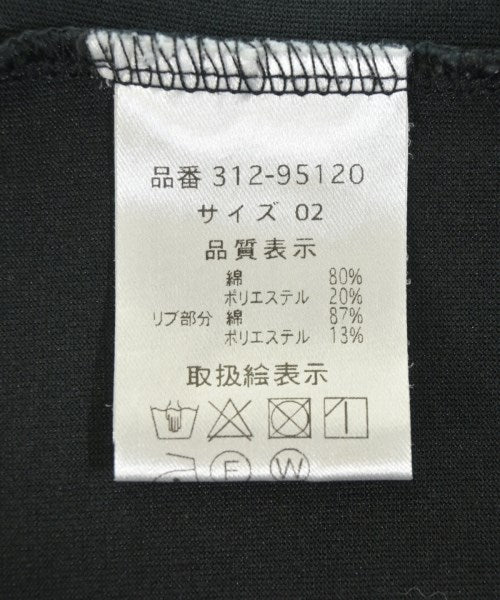 品番 312-95120
サイズ 02
品質表示
綿 80%
ポリエステル 20%
リブ部分 綿 87%
ポリエステル 13%
取扱絵表示
F W